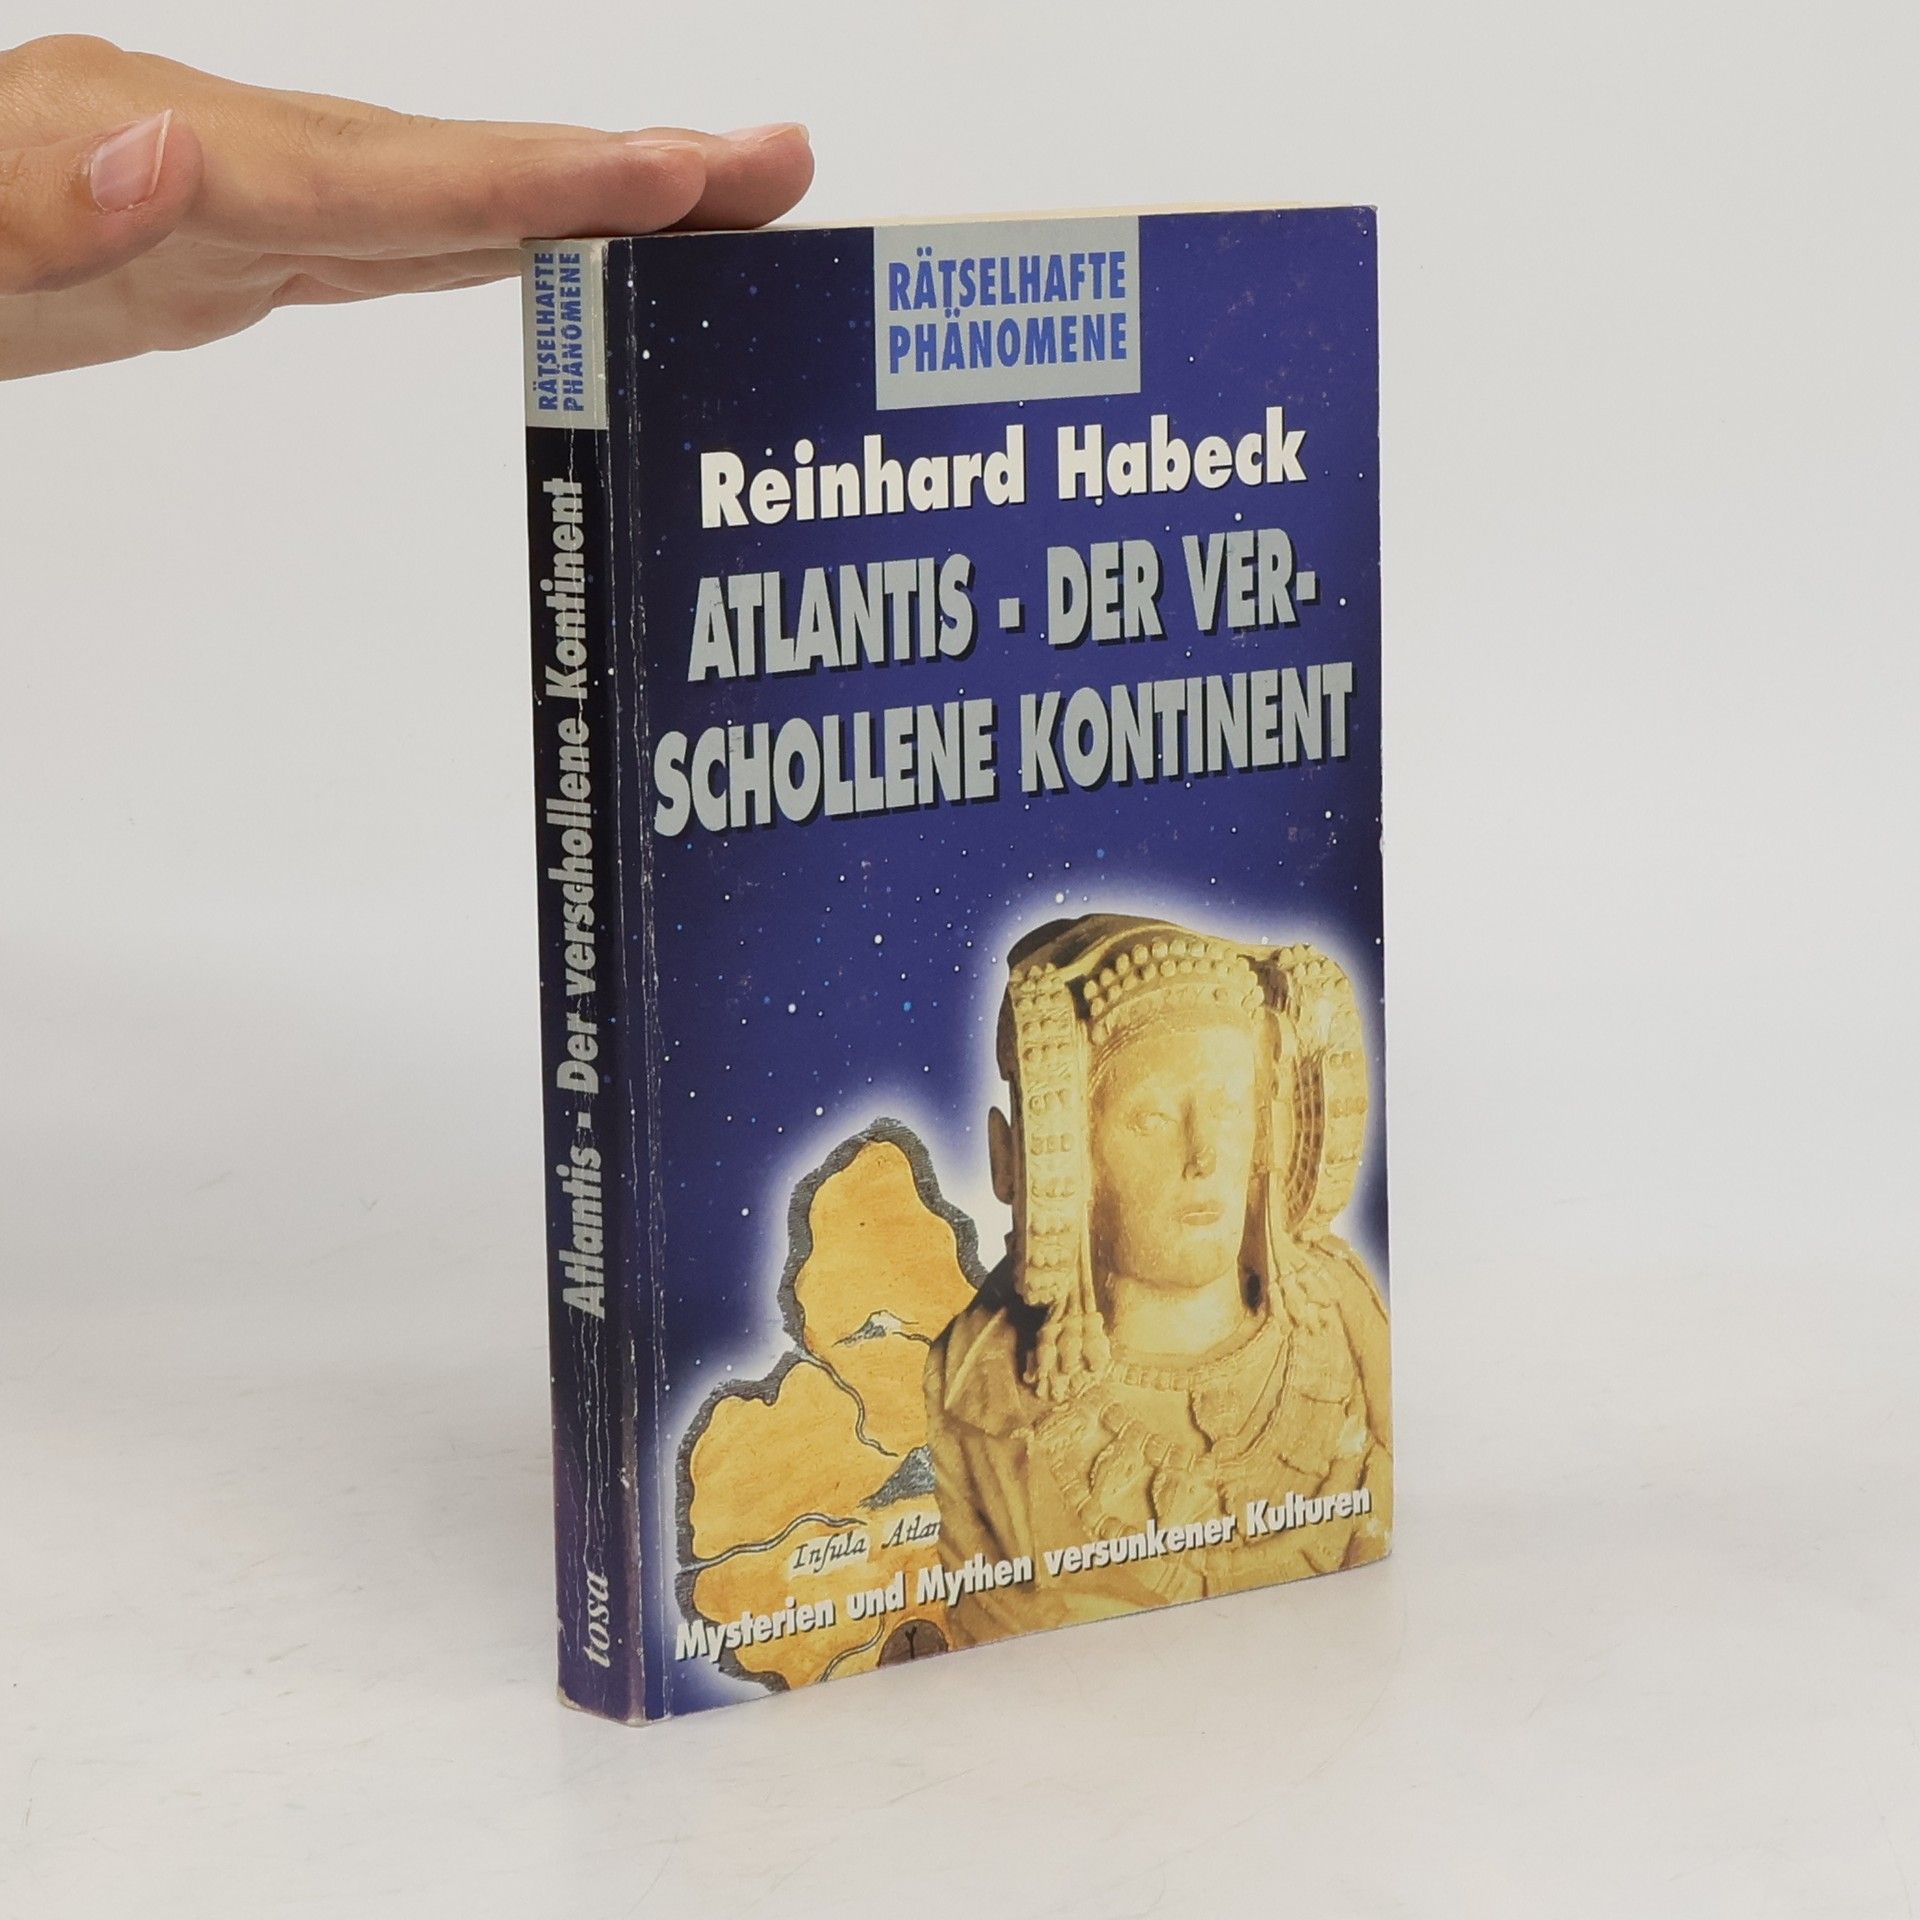 RÄTSELHAFTE
PHÄNOMENE
Reinhard Habeck
ATLANTIS - DER VER-
SCHOLLENE KONTINENT
Insula Atlan
Mysterien und Mythen versunkener Kulturen
RÄTSELHAFTE
PHÄNOMENE
Atlantis - Der verschollene Kontinent
tosa